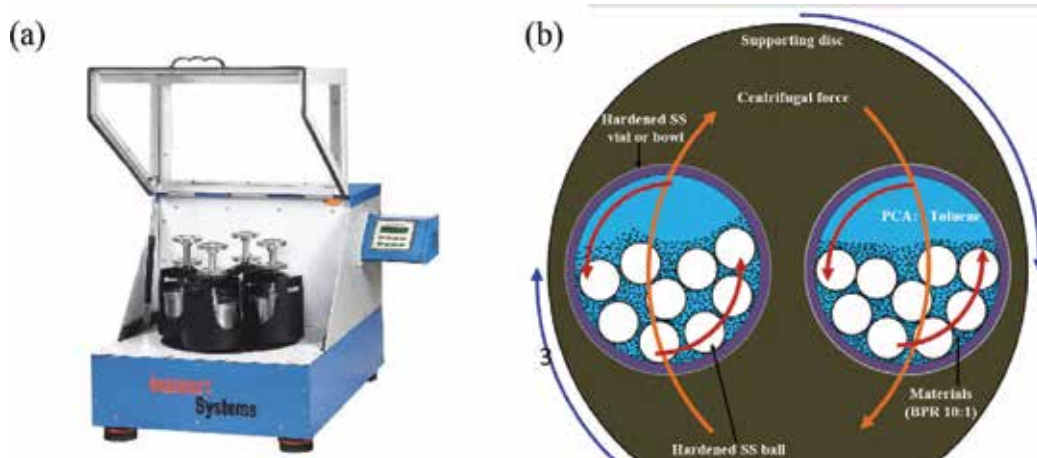 (a)
Systems
(b)
Supporting disc
Centrifugal force
Hardened SS
vial or bowl
PCA: Toluene
3
Materials
(BPR 10:1)
Hardened SS ball